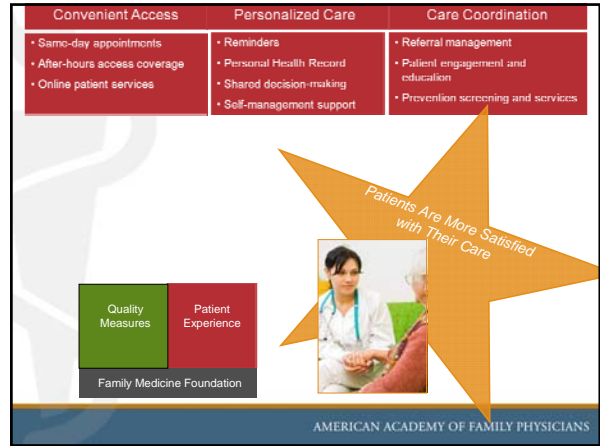 Convenient Access
• Same-day appointments
• After-hours access coverage
• Online patient services
Personalized Care
• Reminders
• Personal Health Record
• Shared decision-making
• Self-management support
Care Coordination
• Referral management
• Patient engagement and
education
• Prevention screening and services
Patients Are More Satisfied
with Their Care
Quality
Measures
Patient
Experience
Family Medicine Foundation
AMERICAN ACADEMY OF FAMILY PHYSICIANS